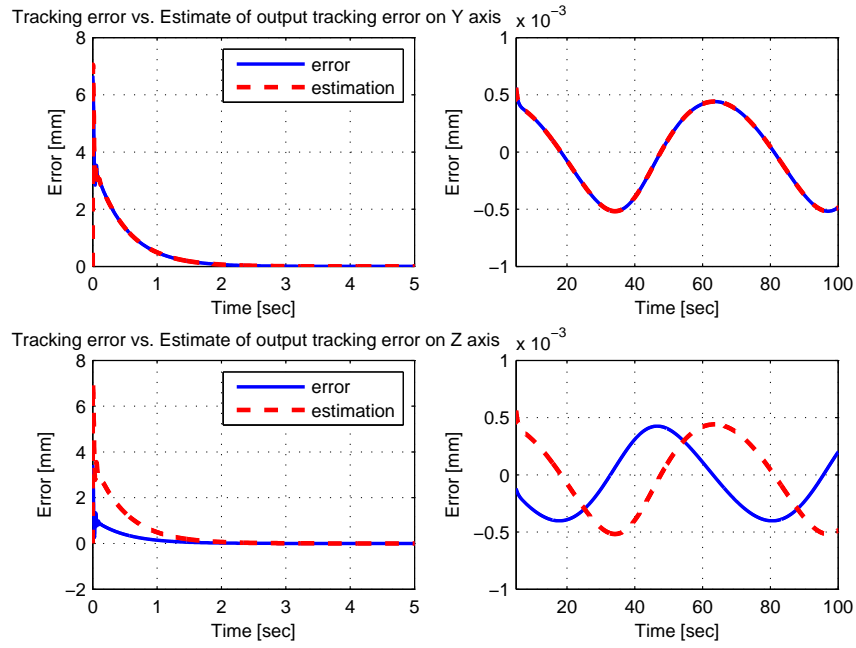 Tracking error vs. Estimate of output tracking error on Y axis
x 10⁻³
8
6
4
2
0
Error [mm]
error
estimation
0 1 2 3 4 5
Time [sec]
1
0.5
0
−0.5
−1
Error [mm]
20 40 60 80 100
Time [sec]
Tracking error vs. Estimate of output tracking error on Z axis
x 10⁻³
8
6
4
2
0
−2
Error [mm]
error
estimation
0 1 2 3 4 5
Time [sec]
1
0.5
0
−0.5
−1
Error [mm]
20 40 60 80 100
Time [sec]